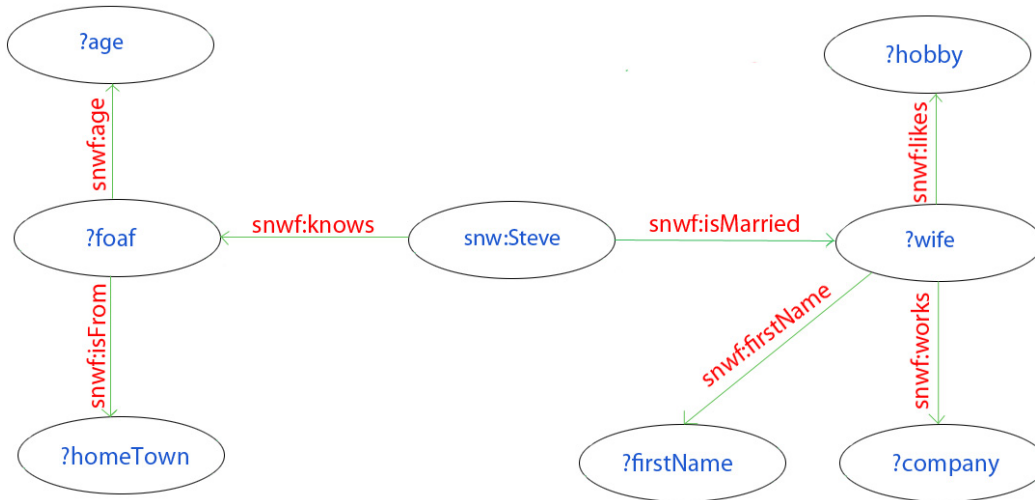 ?age
?hobby
snwf:age
snwf:likes
?foaf
snwf:knows
snw:Steve
snwf:isMarried
?wife
snwf:isFrom
snwf:firstName
snwf:works
?homeTown
?firstName
?company